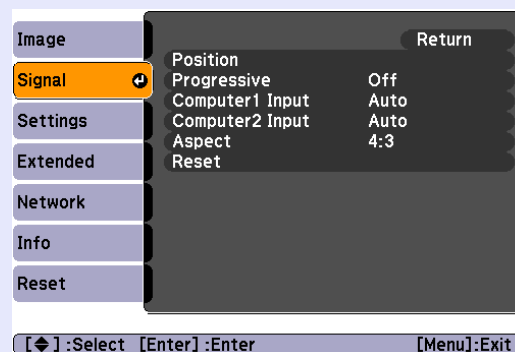 Image
Signal
Settings
Extended
Network
Info
Reset
Return
Position
Progressive Off
Computer1 Input Auto
Computer2 Input Auto
Aspect 4:3
Reset
[◆] :Select [Enter] :Enter [Menu]:Exit